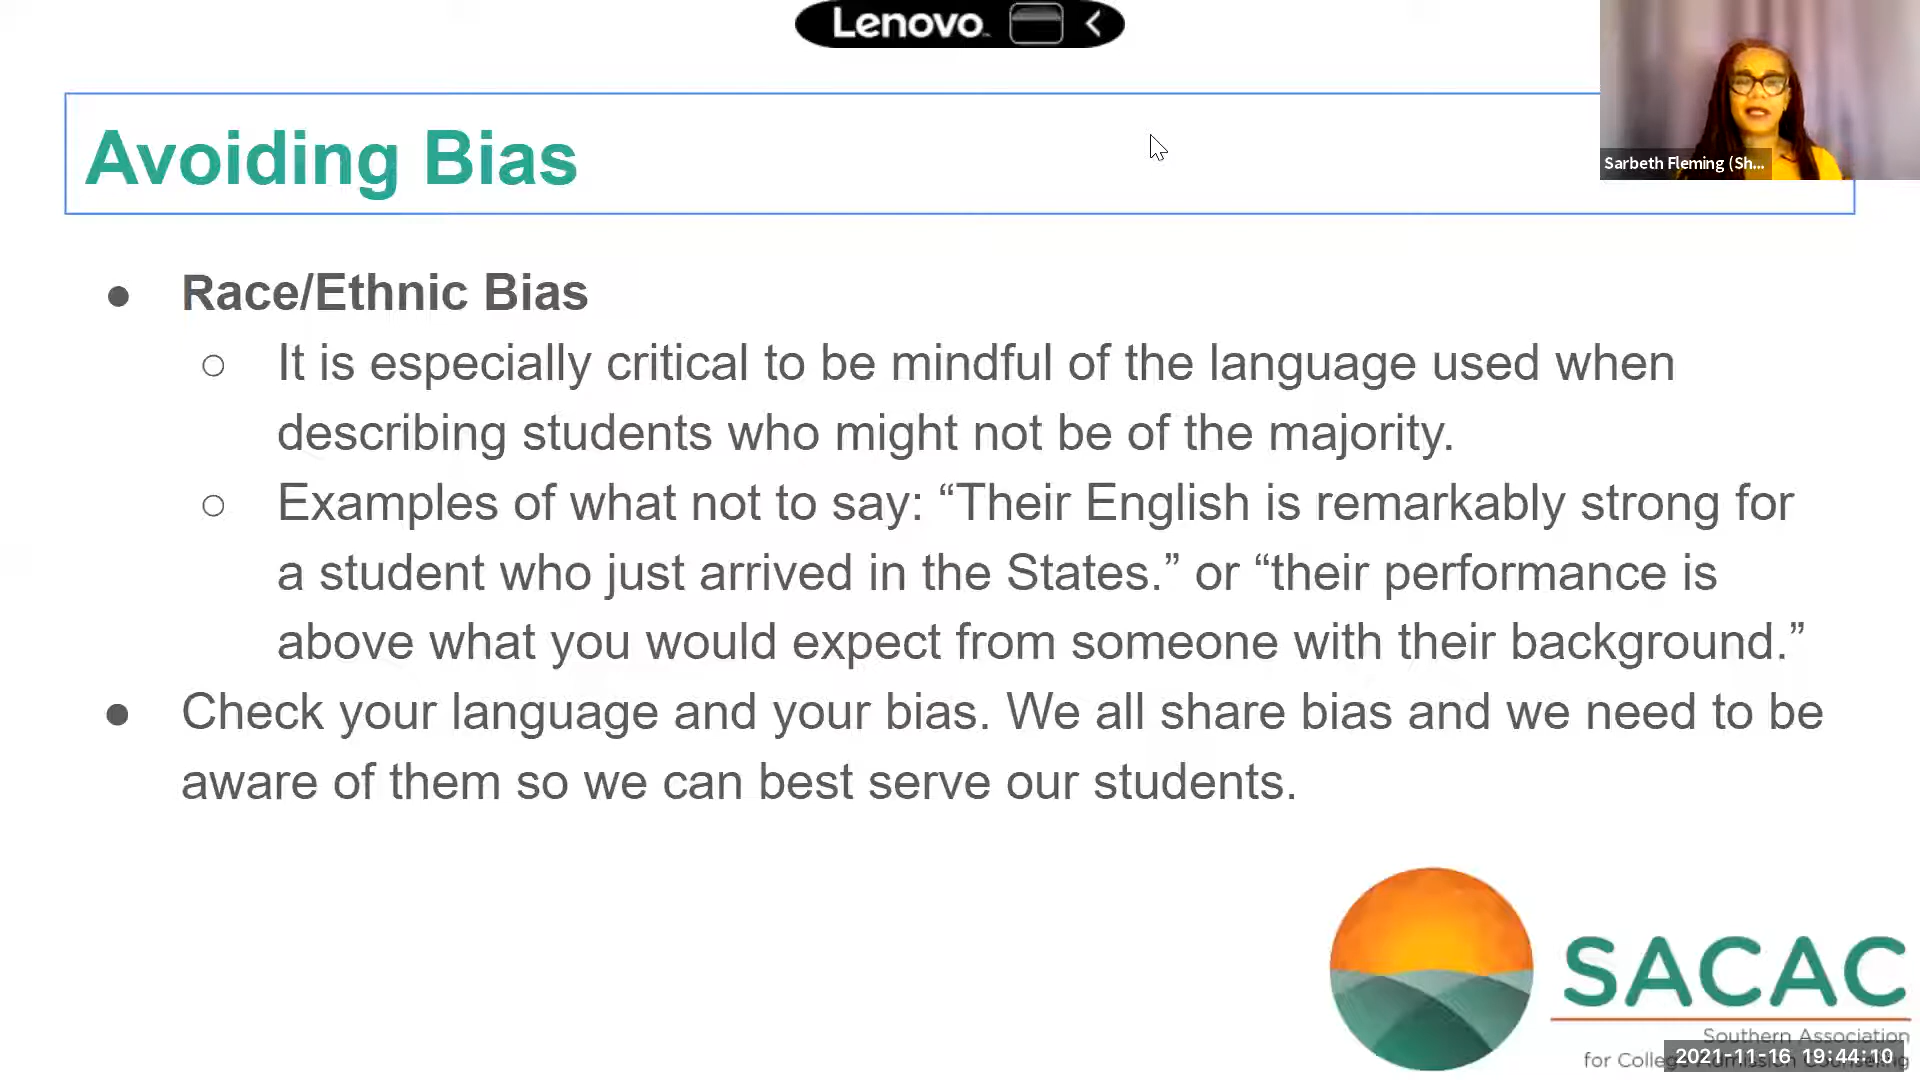 Lenovo
Avoiding Bias
Sarbeth Fleming (Sh...
● Race/Ethnic Bias
○ It is especially critical to be mindful of the language used when
describing students who might not be of the majority.
○ Examples of what not to say: “Their English is remarkably strong for
a student who just arrived in the States.” or “their performance is
above what you would expect from someone with their background.”
● Check your language and your bias. We all share bias and we need to be
aware of them so we can best serve our students.
SACAC
Southern Association
for College Admission Counseling
2021-11-16 19:44:10